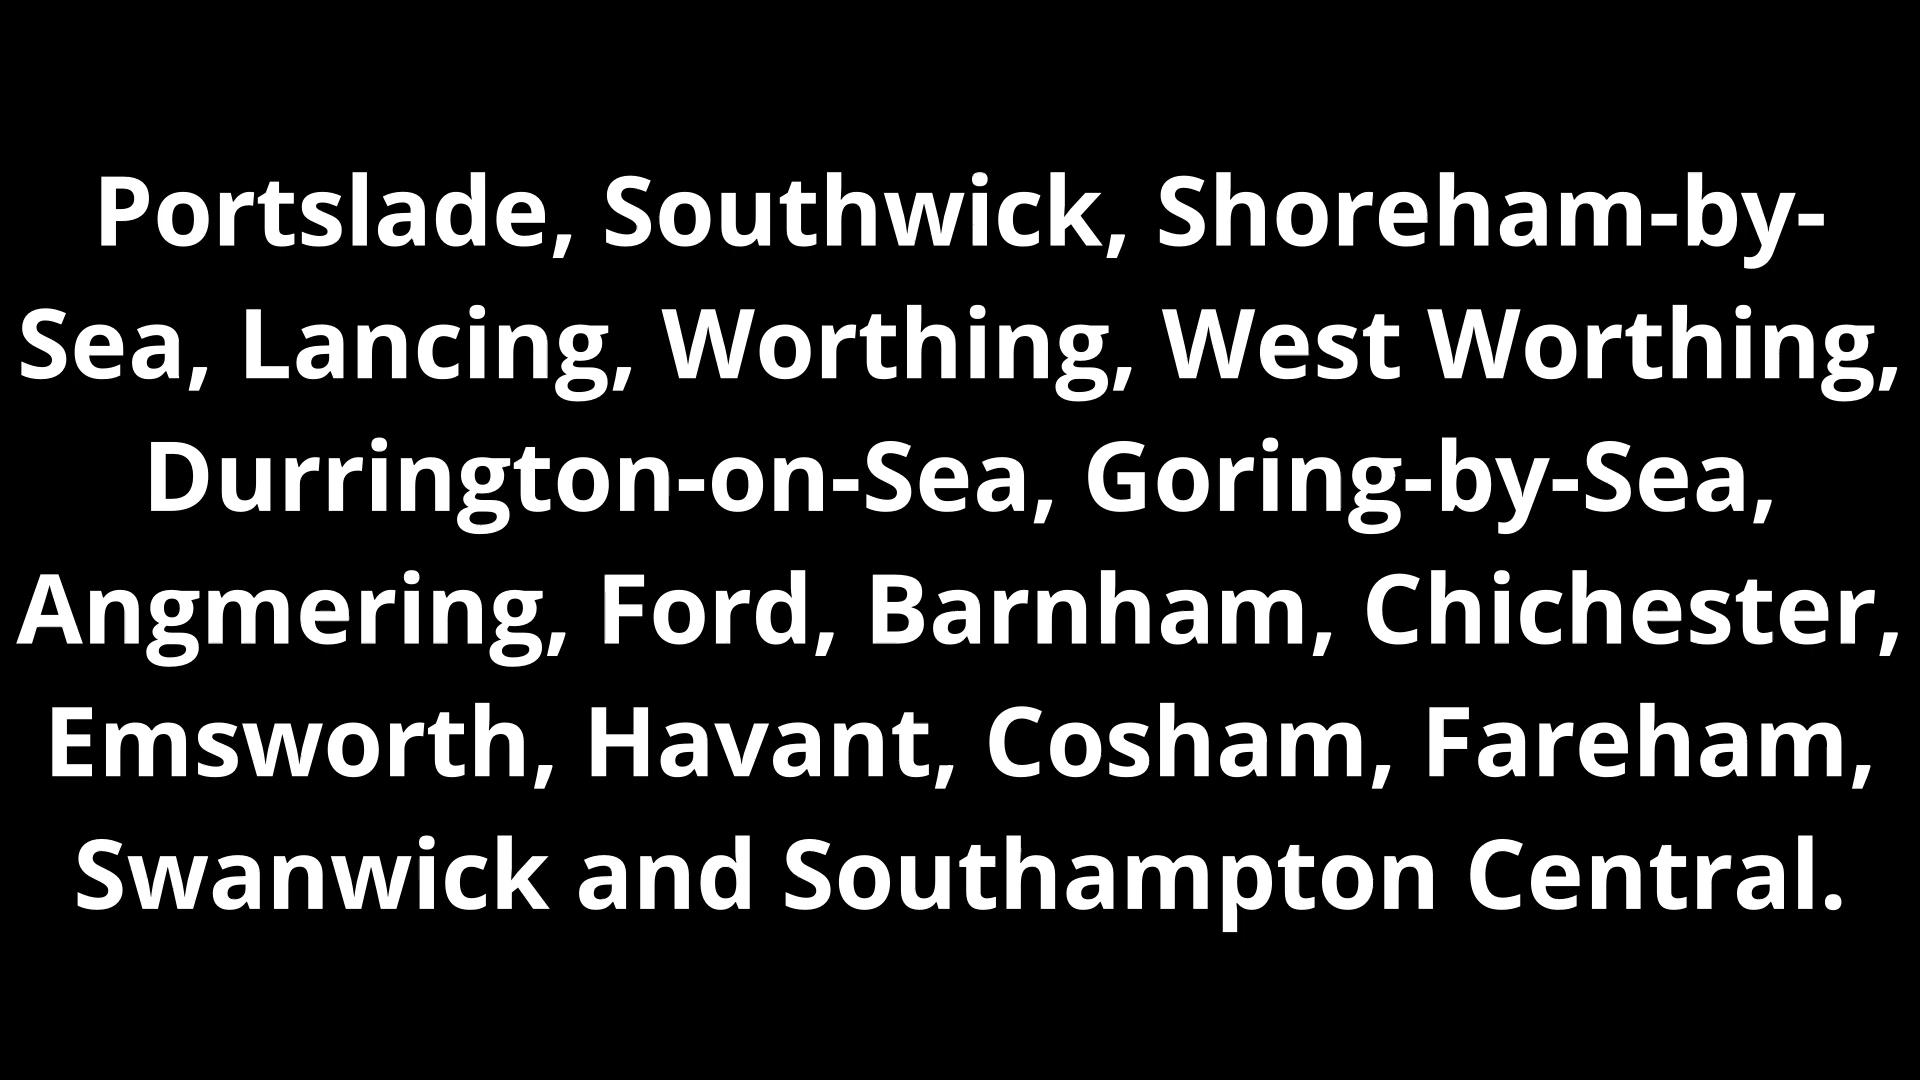 Portslade, Southwick, Shoreham-by-
Sea, Lancing, Worthing, West Worthing,
Durrington-on-Sea, Goring-by-Sea,
Angmering, Ford, Barnham, Chichester,
Emsworth, Havant, Cosham, Fareham,
Swanwick and Southampton Central.